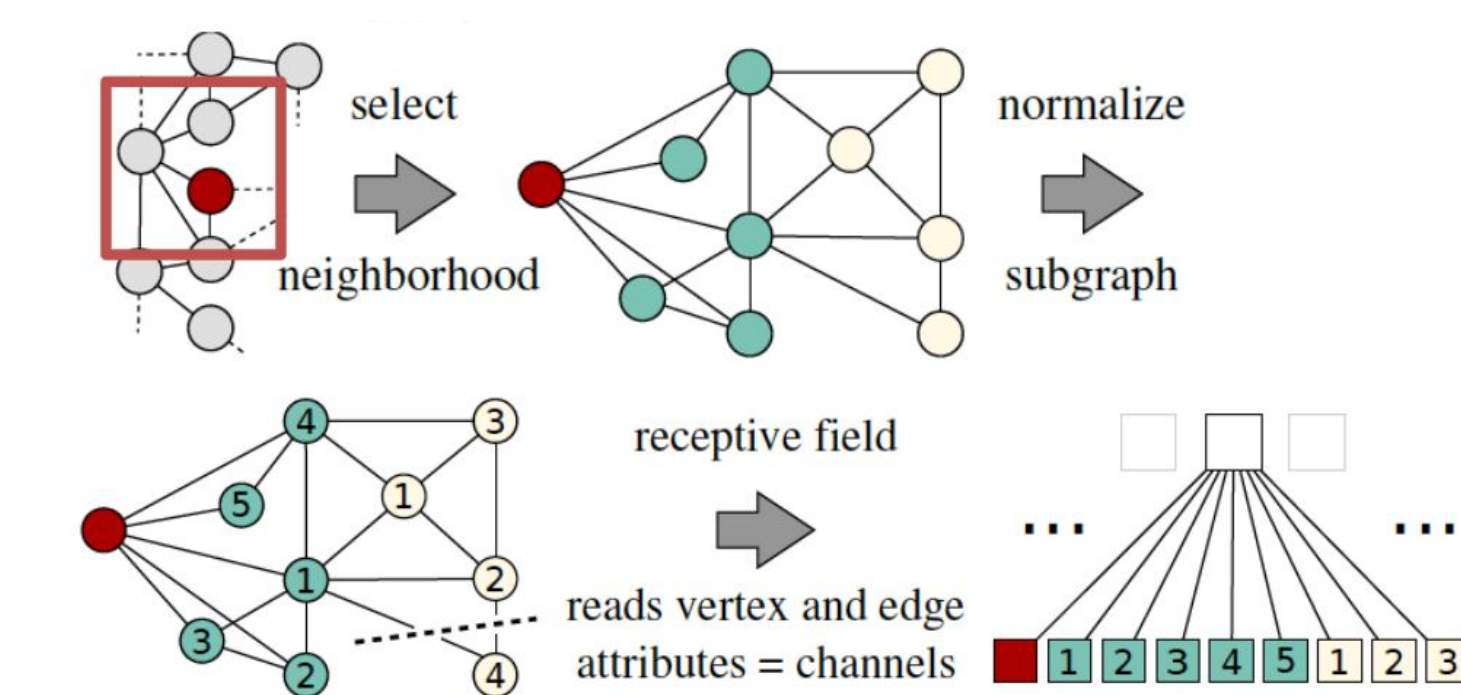 select
neighborhood
normalize
subgraph
4
3
5
1
1
2
3
2
4
receptive field
reads vertex and edge
attributes = channels
... ...
1 2 3 4 5 1 2 3